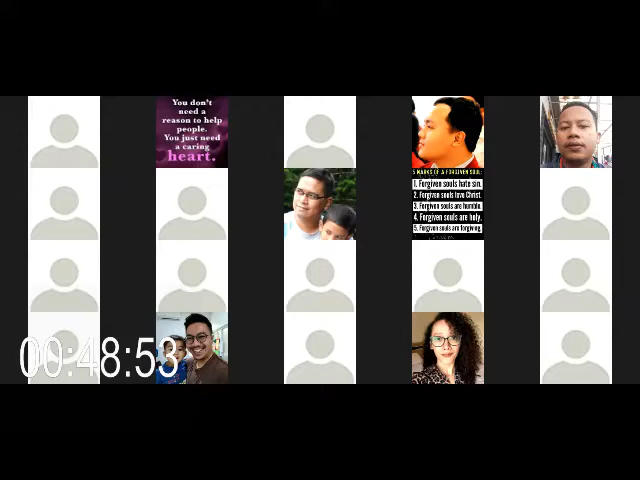 You don't
need a
reason to help
people.
You just need
a caring
heart.
5 MARKS OF A FORGIVEN SOUL:
1. Forgiven souls hate sin.
2. Forgiven souls love Christ.
3. Forgiven souls are humble.
4. Forgiven souls are holy.
5. Forgiven souls are forgiving.
00:48:53